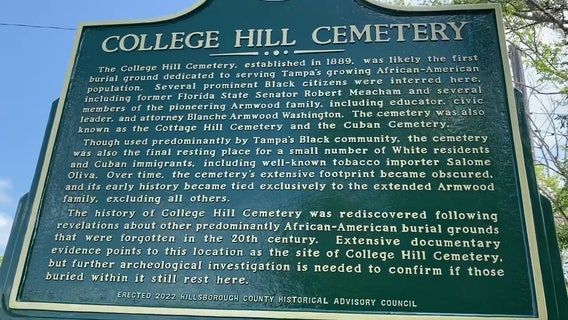 COLLEGE HILL CEMETERY
The College Hill Cemetery, established in 1889, was likely the first
burial ground dedicated to serving Tampa's growing African-American
population. Several prominent Black citizens were interred here,
including former Florida State Senator Robert Meacham and several
members of the pioneering Armwood family, including educator, civic
leader, and attorney Blanche Armwood Washington. The cemetery was also
known as the Cottage Hill Cemetery and the Cuban Cemetery.
Though used predominantly by Tampa's Black community, the cemetery
was also the final resting place for a small number of White residents
and Cuban immigrants, including well-known tobacco importer Salome
Oliva. Over time, the cemetery's extensive footprint became obscured,
and its early history became tied exclusively to the extended Armwood
family, excluding all others.
The history of College Hill Cemetery was rediscovered following
revelations about other predominantly African-American burial grounds
that were forgotten in the 20th century. Extensive documentary
evidence points to this location as the site of College Hill Cemetery,
but further archeological investigation is needed to confirm if those
buried within it still rest here.
ERECTED 2022 HILLSBOROUGH COUNTY HISTORICAL ADVISORY COUNCIL